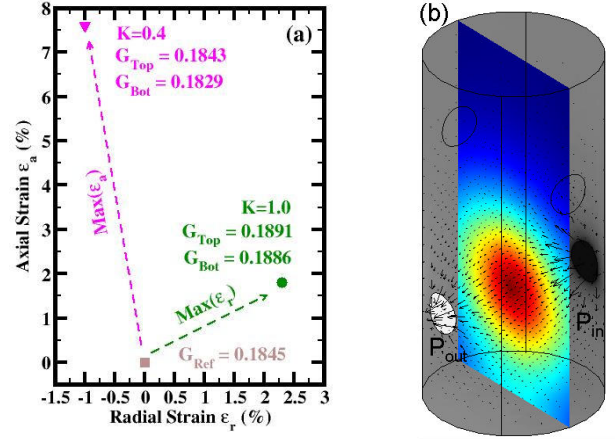 (a)
K=0.4
G_Top = 0.1843
G_Bot = 0.1829
Max(ε_a)
K=1.0
G_Top = 0.1891
G_Bot = 0.1886
Max(ε_r)
G_Ref = 0.1845
Axial Strain ε_a (%)
8
7
6
5
4
3
2
1
0
-1.5 -1 -0.5 0 0.5 1 1.5 2 2.5 3
Radial Strain ε_r (%)
(b)
P_in
P_out